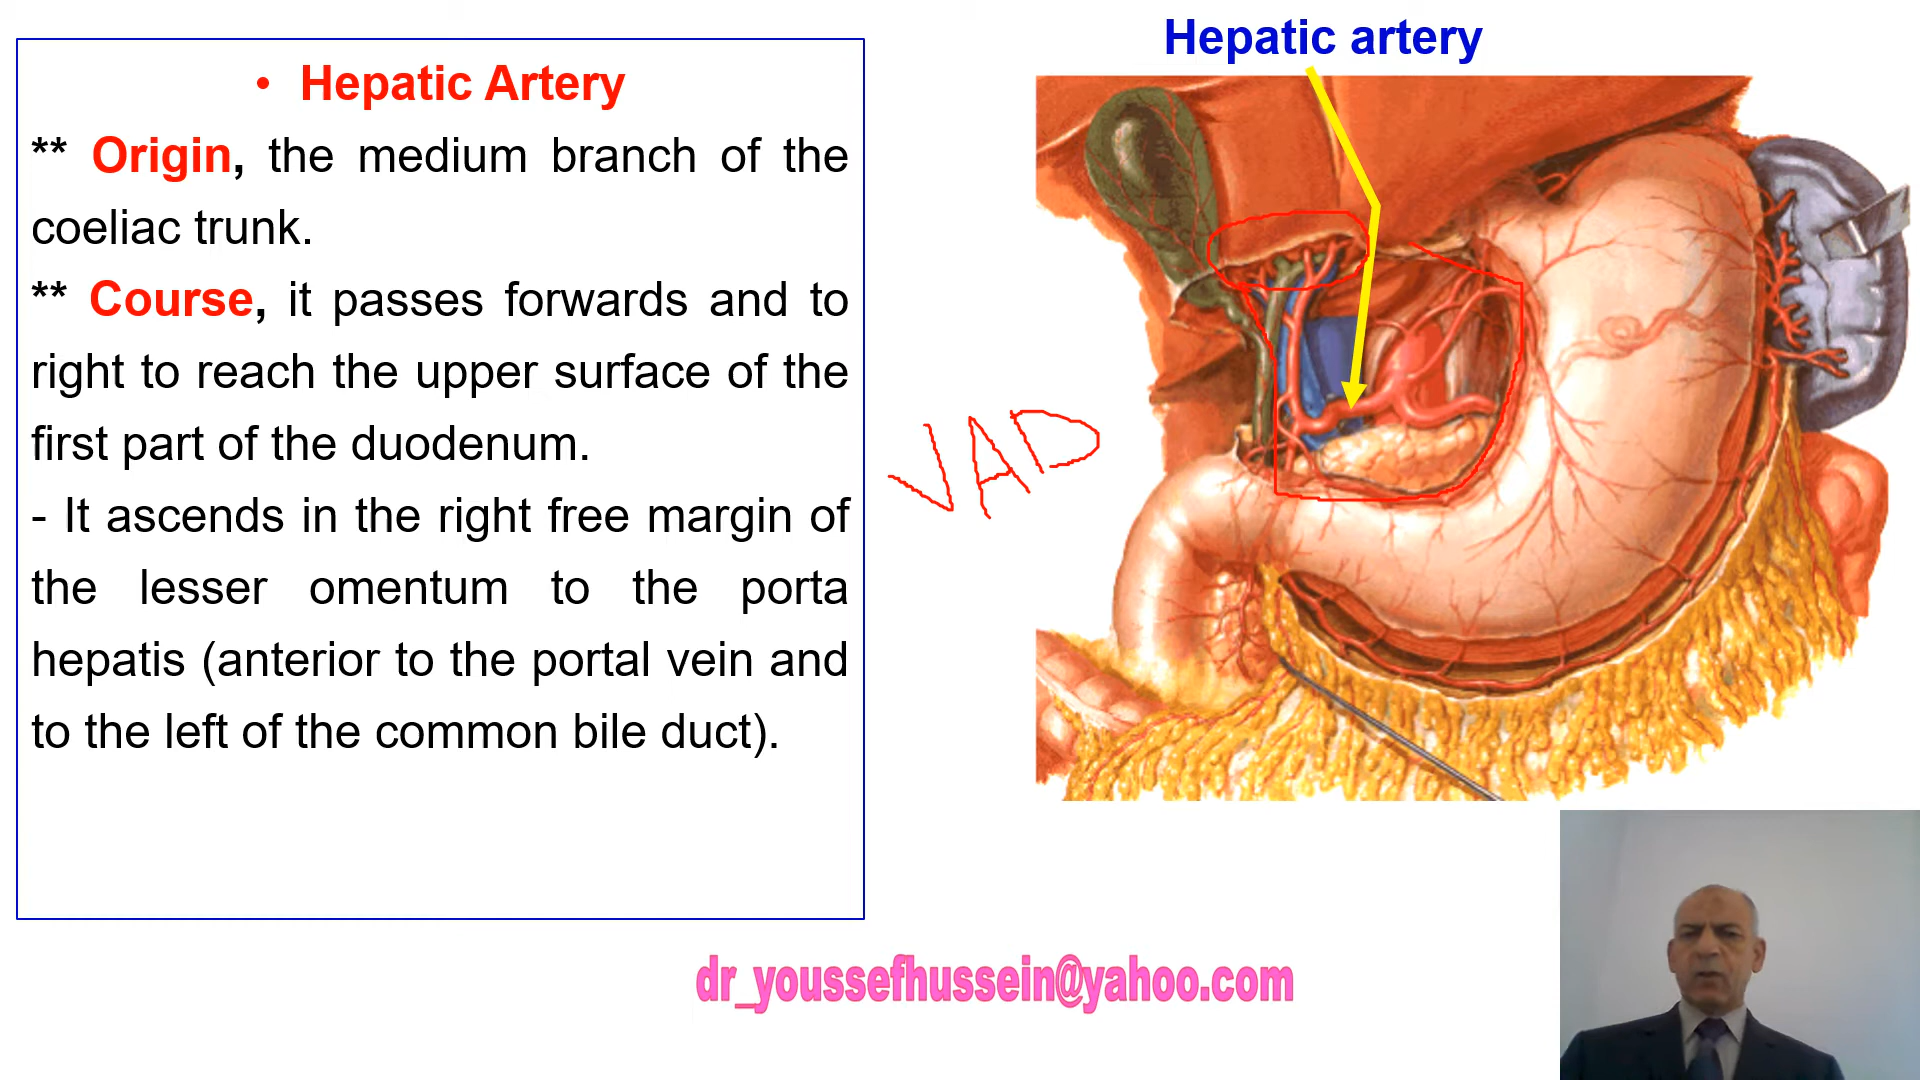 • Hepatic Artery
** Origin, the medium branch of the
coeliac trunk.
** Course, it passes forwards and to
right to reach the upper surface of the
first part of the duodenum.
- It ascends in the right free margin of
the lesser omentum to the porta
hepatis (anterior to the portal vein and
to the left of the common bile duct).
Hepatic artery
VAD
dr_youssefhussein@yahoo.com